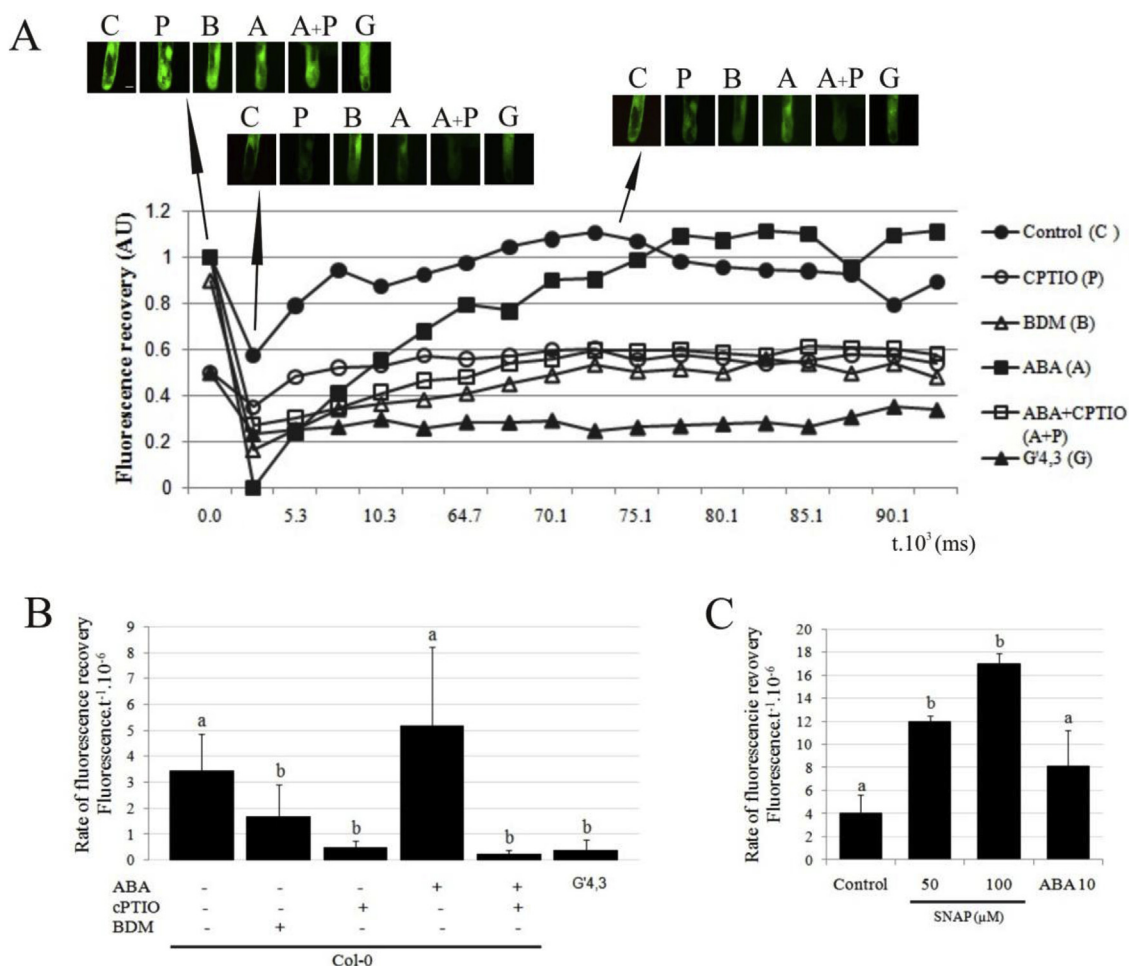 A
C P B A A+P G
C P B A A+P G
C P B A A+P G
Fluorescence recovery (AU)
1.2
1
0.8
0.6
0.4
0.2
0
0.0 5.3 10.3 64.7 70.1 75.1 80.1 85.1 90.1
t.10³ (ms)
Control (C )
CPTIO (P)
BDM (B)
ABA (A)
ABA+CPTIO
(A+P)
G'4,3 (G)
B
Rate of fluorescence recovery
Fluorescence.t⁻¹.10⁻⁶
9
8
7
6
5
4
3
2
1
0
a b b a b b
ABA - - - + + G'4,3
cPTIO - - + - +
BDM - + - - -
Col-0
C
Rate of fluorescencie revovery
Fluorescence.t⁻¹.10⁻⁶
20
18
16
14
12
10
8
6
4
2
0
a b b a
Control 50 100 ABA 10
SNAP (µM)